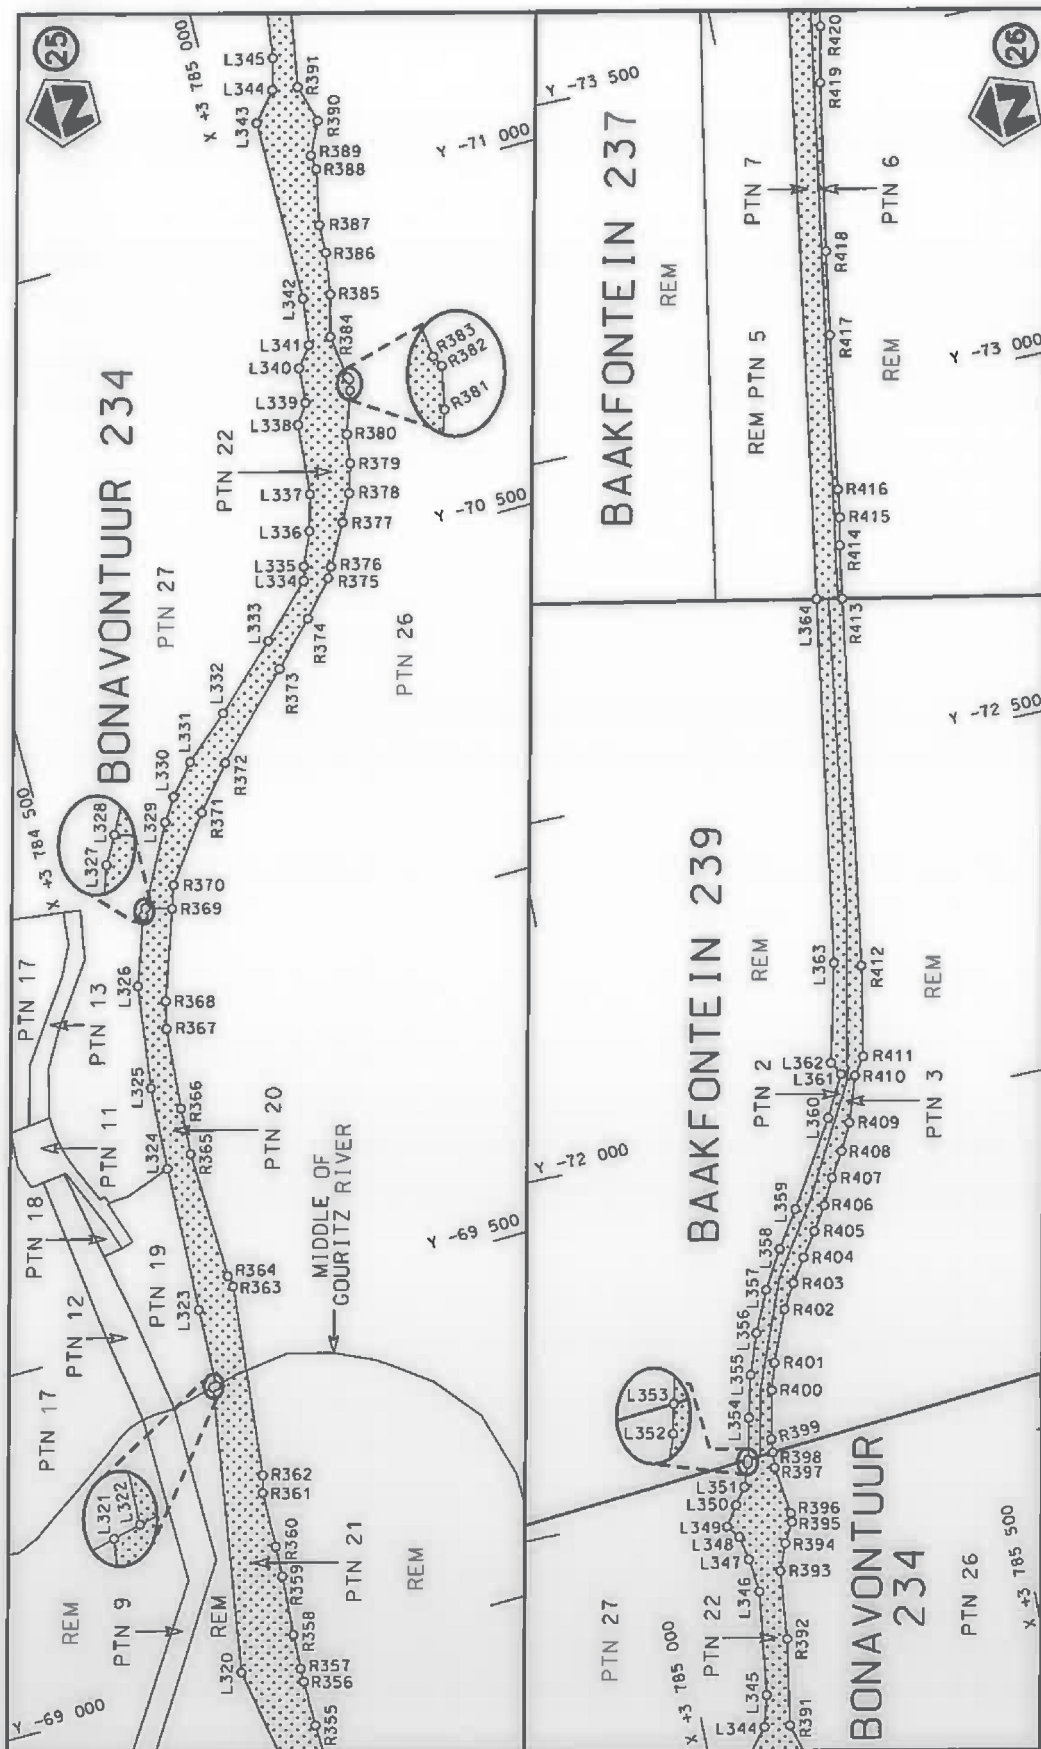 25
N
X +3 785 000
L345
L344
L343
R391
R390
R389
R388
Y -71 000
R387
R386
L342
R385
L341
R384
L340
L339
L338
R383
R382
R381
R380
R379
R378
R377
PTN 22
L337
L336
L335
L334
R376
R375
Y -70 500
BONAVONTUUR 234
PTN 27
L333
R374
R373
PTN 26
L332
L331
L330
L329
R372
R371
L328
L327
X +3 784 500
R370
R369
PTN 17
PTN 13
L326
R368
R367
L325
R366
PTN 11
PTN 20
L324
R365
PTN 18
PTN 19
Y -69 500
MIDDLE OF
GOURITZ RIVER
R364
R363
L323
PTN 12
PTN 17
L321
L322
R362
R361
R360
R359
PTN 21
REM
REM
PTN 9
REM
R358
L320
R357
R356
R355
Y -69 000
26
N
R420
R419
Y -73 500
BAAKFONTEIN 237
REM
PTN 7
PTN 6
R418
R417
REM PTN 5
REM
Y -73 000
R416
R415
R414
L364
R413
Y -72 500
BAAKFONTEIN 239
REM
L363
R412
REM
L362
L361
R411
R410
PTN 2
PTN 3
L360
R409
R408
R407
R406
R405
R404
R403
R402
Y -72 000
L359
L358
L357
L356
L355
L354
L353
L352
R401
R400
R399
R398
R397
L351
L350
L349
L348
L347
L346
R396
R395
R394
R393
PTN 27
PTN 22
R392
BONAVONTUUR
234
PTN 26
X +3 785 500
X +3 785 000
L345
L344
R391